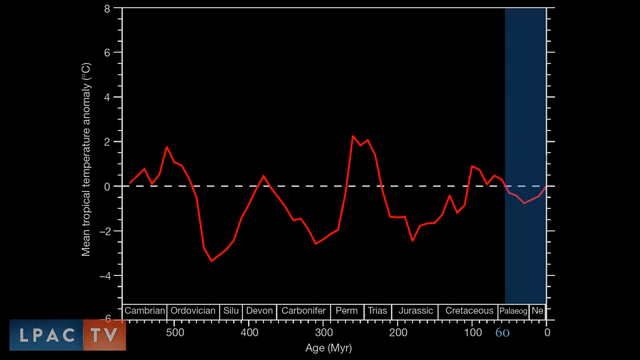 8
6
4
2
0
−2
−4
−6
Mean tropical temperature anomaly (°C)
Cambrian Ordovician Silu Devon Carbonifer Perm Trias Jurassic Cretaceous Palaeog Ne
500 400 300 200 100 60 0
Age (Myr)
LPAC TV